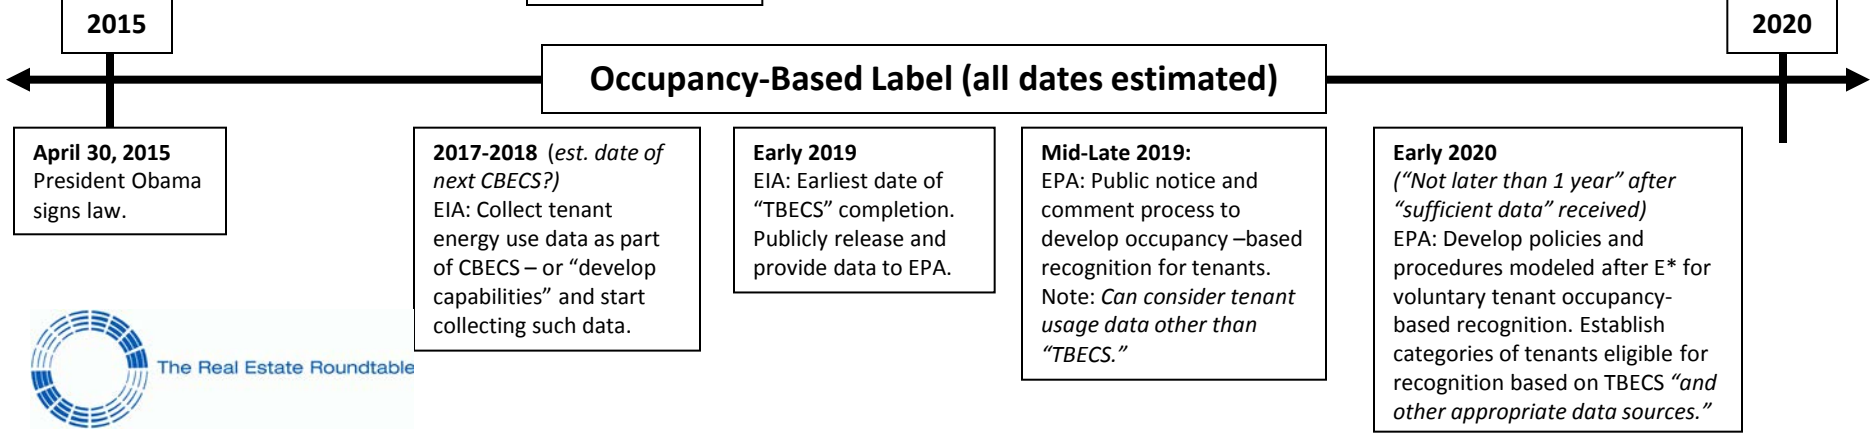 2015
2020
Occupancy-Based Label (all dates estimated)
April 30, 2015
President Obama
signs law.
2017-2018 (est. date of
next CBECS?)
EIA: Collect tenant
energy use data as part
of CBECS – or “develop
capabilities” and start
collecting such data.
Early 2019
EIA: Earliest date of
“TBECS” completion.
Publicly release and
provide data to EPA.
Mid-Late 2019:
EPA: Public notice and
comment process to
develop occupancy –based
recognition for tenants.
Note: Can consider tenant
usage data other than
“TBECS.”
Early 2020
(“Not later than 1 year” after
“sufficient data” received)
EPA: Develop policies and
procedures modeled after E* for
voluntary tenant occupancy-
based recognition. Establish
categories of tenants eligible for
recognition based on TBECS “and
other appropriate data sources.”
The Real Estate Roundtable